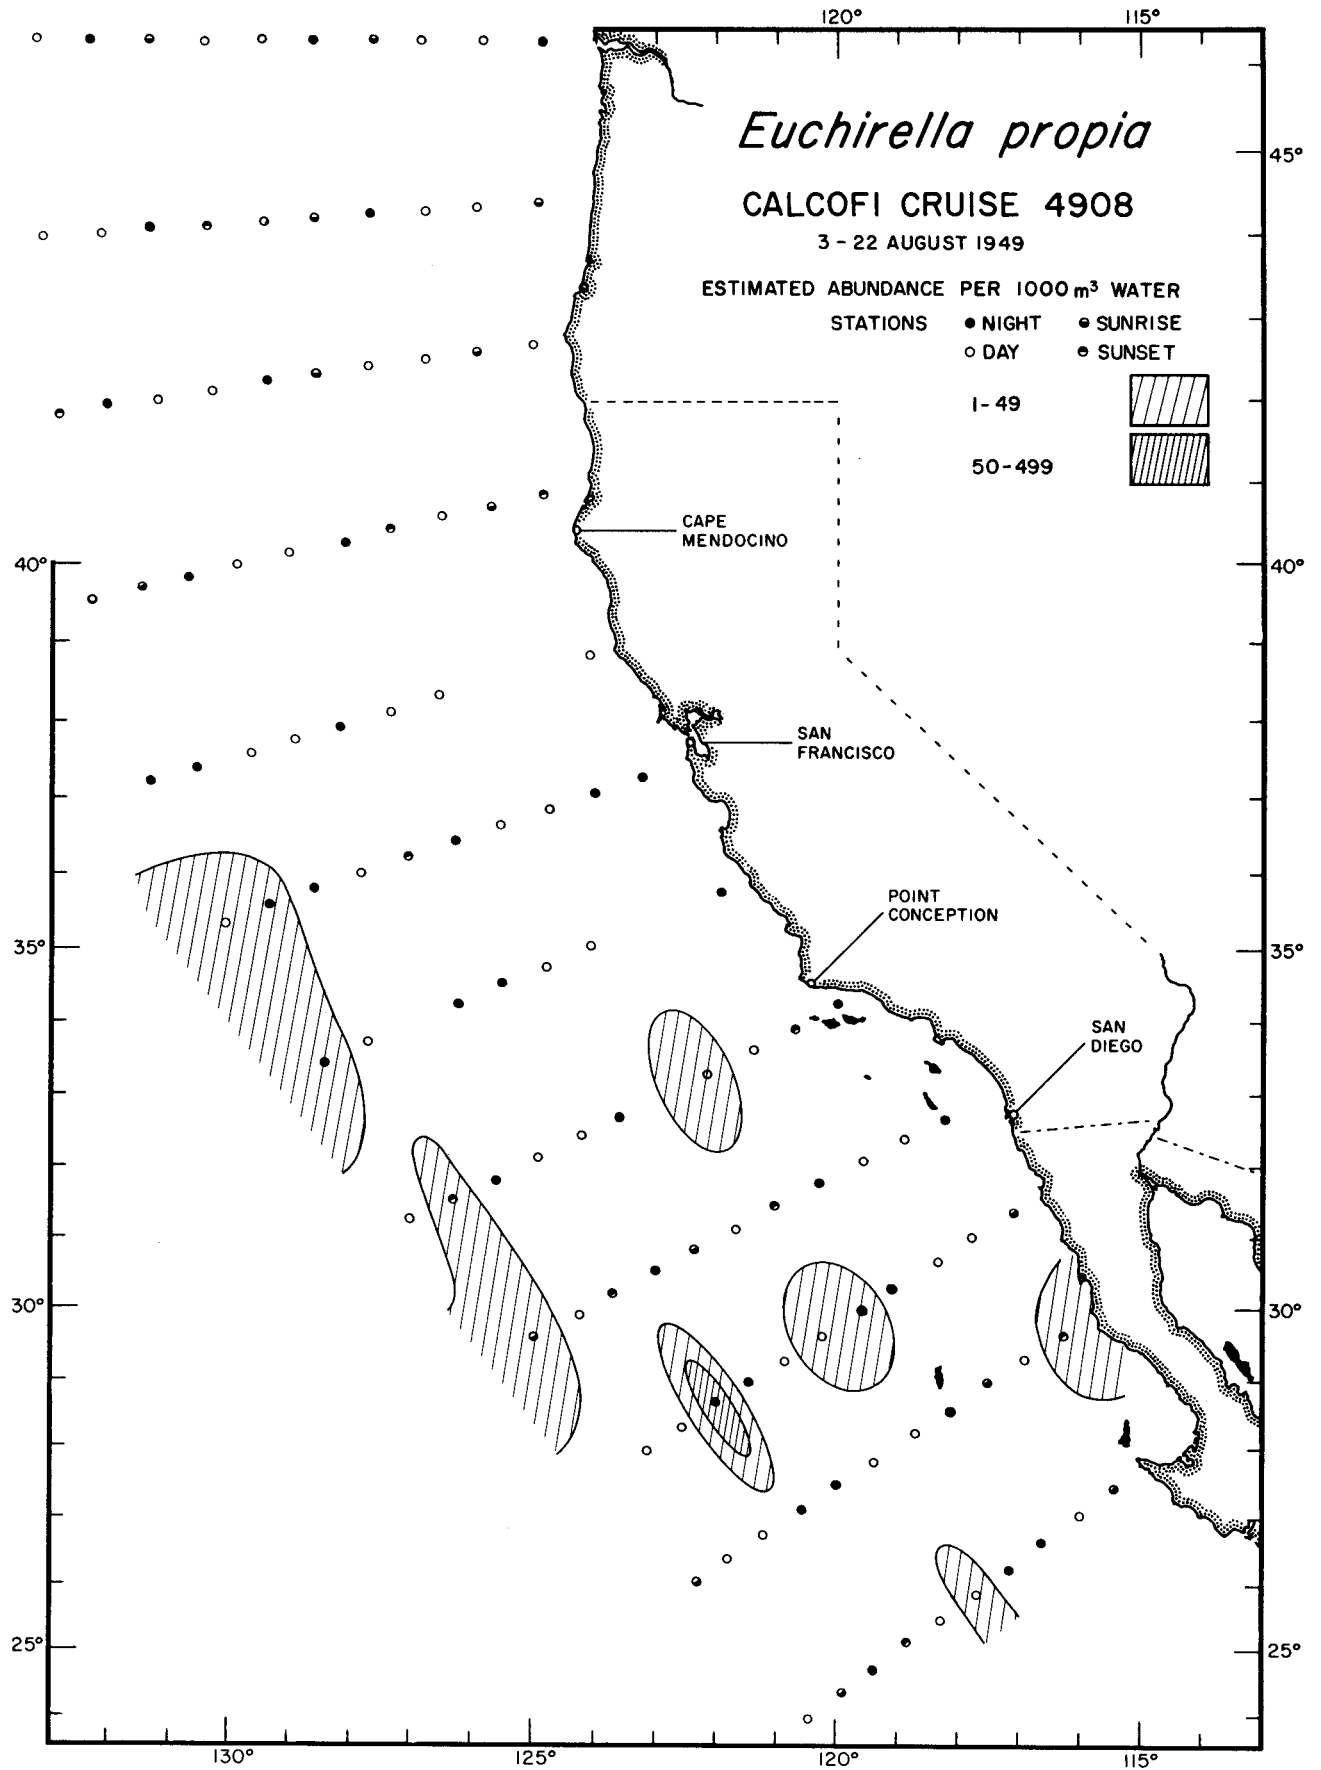 120° 115°
Euchirella propia
45°
CALCOFI CRUISE 4908
3 - 22 AUGUST 1949
ESTIMATED ABUNDANCE PER 1000 m³ WATER
STATIONS NIGHT SUNRISE
DAY SUNSET
1 - 49
50 - 499
CAPE
MENDOCINO
40° 40°
SAN
FRANCISCO
POINT
CONCEPTION
35° 35°
SAN
DIEGO
30° 30°
25° 25°
130° 125° 120° 115°